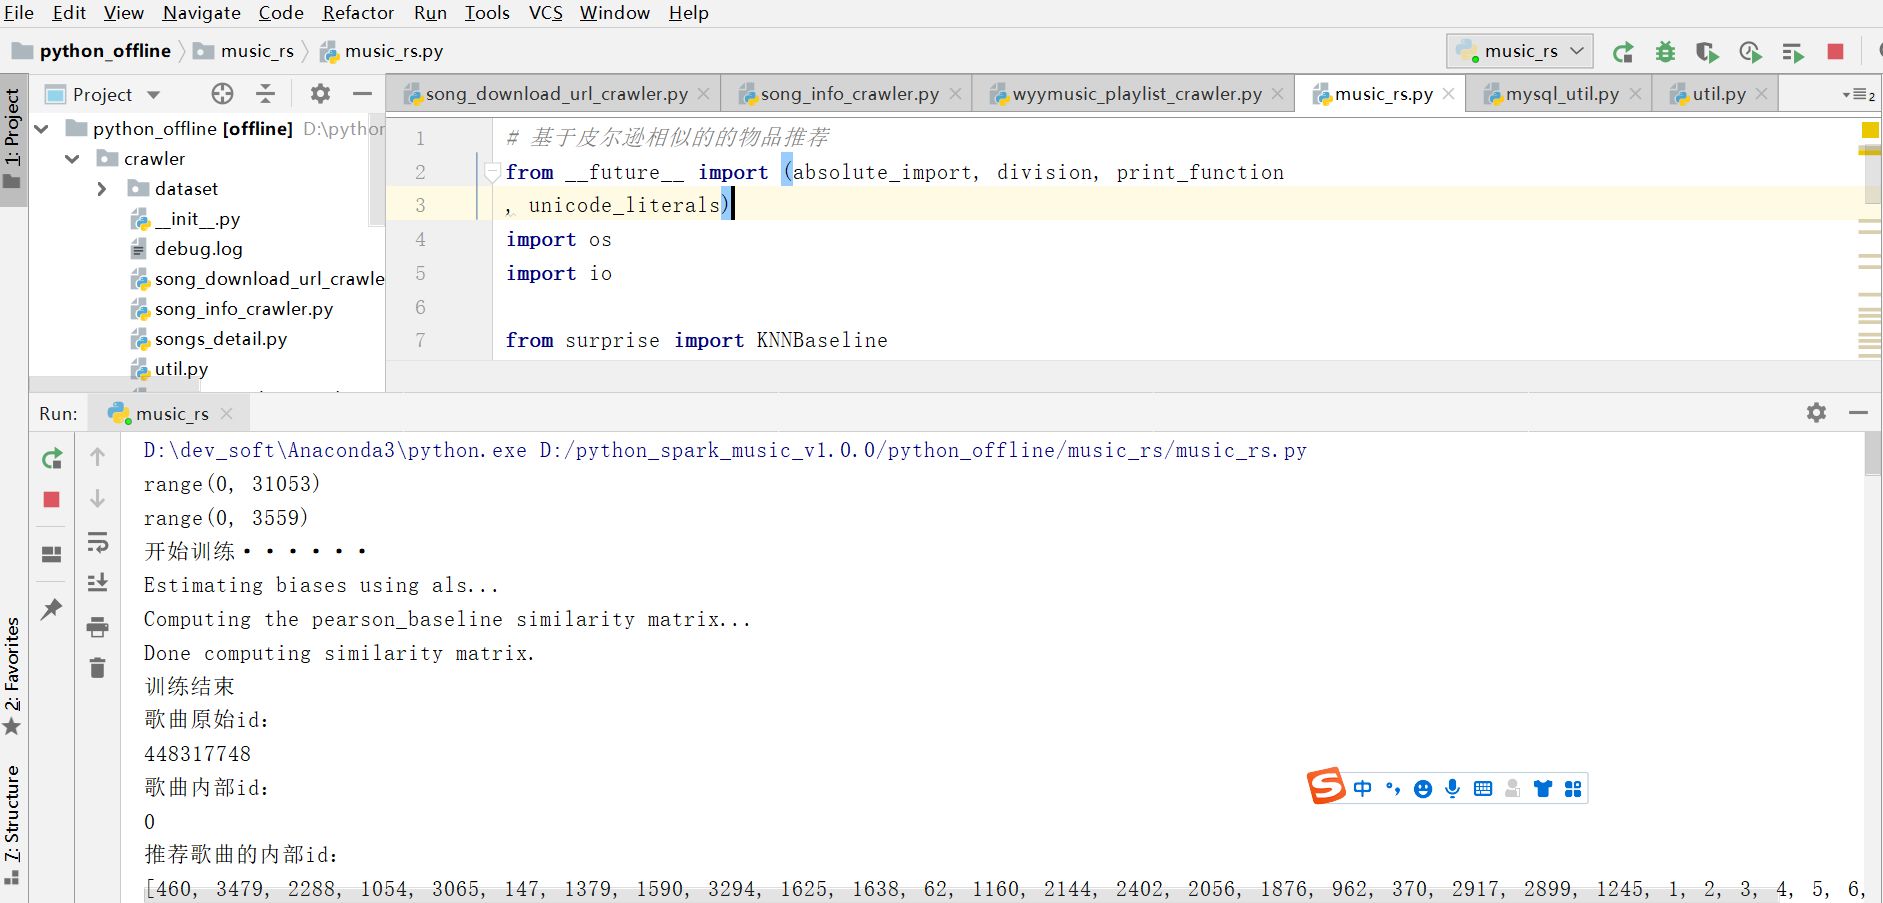 File Edit View Navigate Code Refactor Run Tools VCS Window Help
python_offline music_rs music_rs.py music_rs
1: Project
Project
song_download_url_crawler.py song_info_crawler.py wyymusic_playlist_crawler.py music_rs.py mysql_util.py util.py 2
python_offline [offline] D:\python
crawler
dataset
__init__.py
debug.log
song_download_url_crawle
song_info_crawler.py
songs_detail.py
util.py
1 # 基于皮尔逊相似的的物品推荐
2 from __future__ import (absolute_import, division, print_function
3 , unicode_literals)
4 import os
5 import io
6
7 from surprise import KNNBaseline
Run: music_rs
D:\dev_soft\Anaconda3\python.exe D:/python_spark_music_v1.0.0/python_offline/music_rs/music_rs.py
range(0, 31053)
range(0, 3559)
开始训练······
Estimating biases using als...
Computing the pearson_baseline similarity matrix...
Done computing similarity matrix.
训练结束
歌曲原始id:
448317748
歌曲内部id:
0
推荐歌曲的内部id:
[460, 3479, 2288, 1054, 3065, 147, 1379, 1590, 3294, 1625, 1638, 62, 1160, 2144, 2402, 2056, 1876, 962, 370, 2917, 2899, 1245, 1, 2, 3, 4, 5, 6,
2: Favorites
7: Structure
S 中